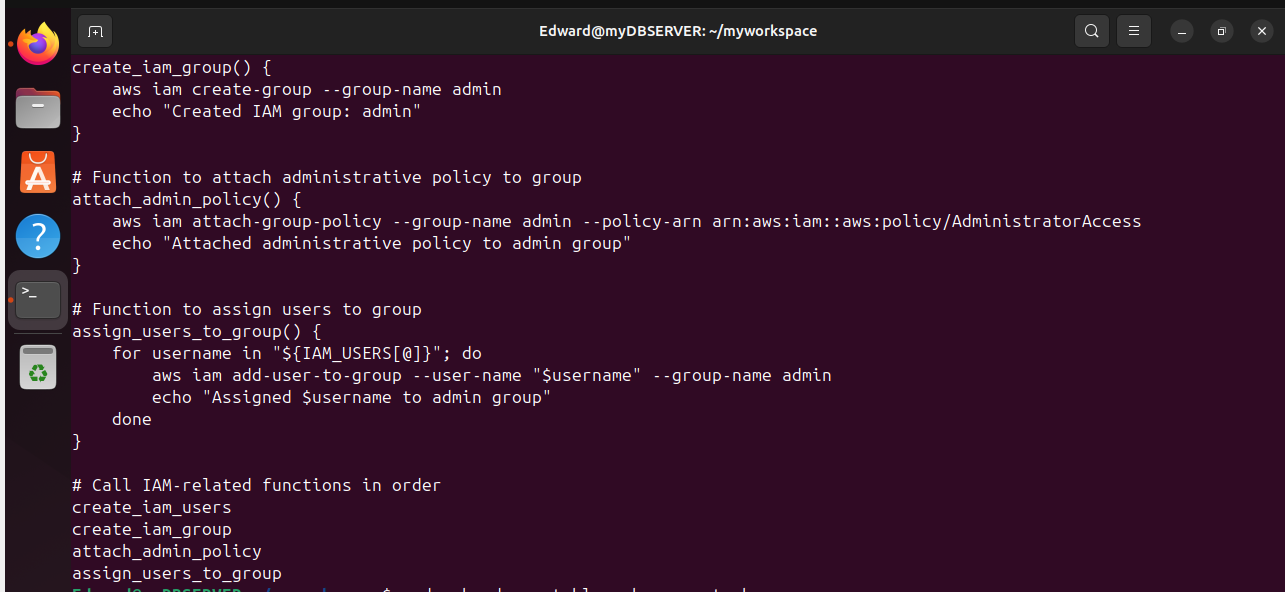 Edward@myDBSERVER: ~/myworkspace
create_iam_group() {
    aws iam create-group --group-name admin
    echo "Created IAM group: admin"
}
# Function to attach administrative policy to group
attach_admin_policy() {
    aws iam attach-group-policy --group-name admin --policy-arn arn:aws:iam::aws:policy/AdministratorAccess
    echo "Attached administrative policy to admin group"
}
# Function to assign users to group
assign_users_to_group() {
    for username in "${IAM_USERS[@]}"; do
        aws iam add-user-to-group --user-name "$username" --group-name admin
        echo "Assigned $username to admin group"
    done
}
# Call IAM-related functions in order
create_iam_users
create_iam_group
attach_admin_policy
assign_users_to_group